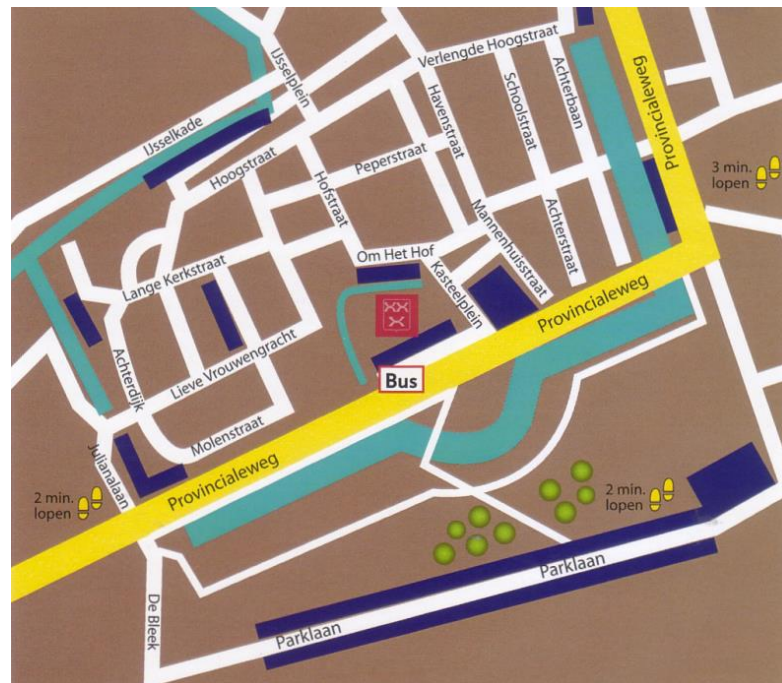 IJsselplein
Verlengde Hoogstraat
Provincialeweg
IJsselkade
Hoogstraat
Havenstraat
Schoolstraat
Achterbaan
Peperstraat
Hofstraat
3 min.
lopen
Mannenhuisstraat
Achterstraat
Om Het Hof
Kasteelplein
Lange Kerkstraat
Provincialeweg
Lieve Vrouwengracht
Achterdijk
Bus
Molenstraat
Julianalaan
Provincialeweg
2 min.
lopen
2 min.
lopen
Parklaan
De Bleek
Parklaan